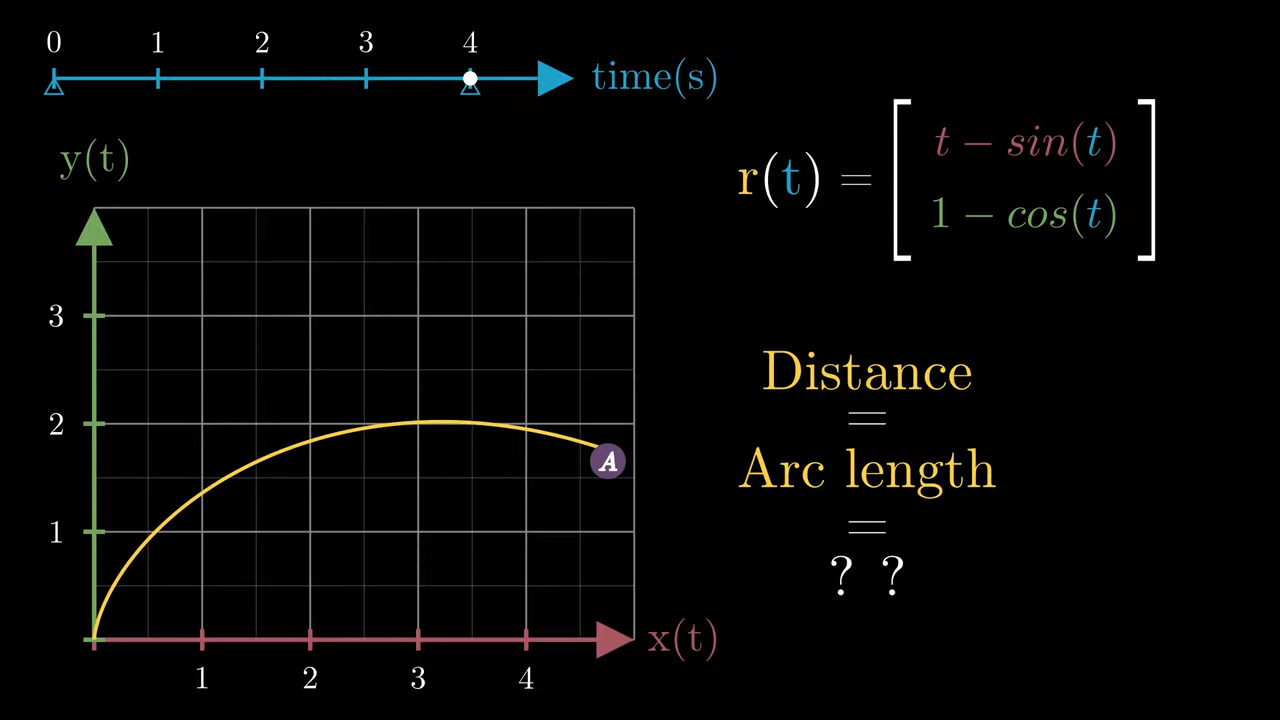 0 1 2 3 4
time(s)
y(t)
r(t) = [ t − sin(t)
1 − cos(t) ]
3
2
1
A
x(t)
1 2 3 4
Distance
=
Arc length
=
? ?